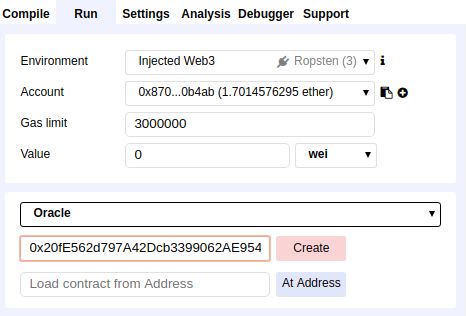 Compile Run Settings Analysis Debugger Support
Environment Injected Web3 Ropsten (3)
Account 0x870...0b4ab (1.7014576295 ether)
Gas limit 3000000
Value 0 wei
Oracle
0x20fE562d797A42Dcb3399062AE954 Create
Load contract from Address At Address